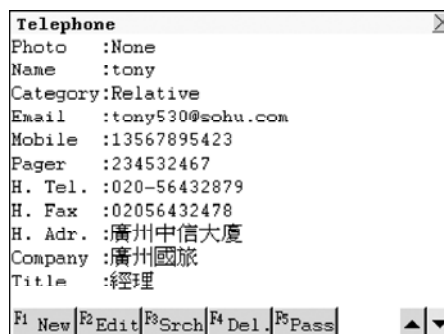 Telephone
Photo :None
Name :tony
Category:Relative
Email :tony530@sohu.com
Mobile :13567895423
Pager :234532467
H. Tel. :020-56432879
H. Fax :02056432478
H. Adr. :廣州中信大廈
Company :廣州國旅
Title :經理
F1 New F2 Edit F3 Srch F4 Del. F5 Pass